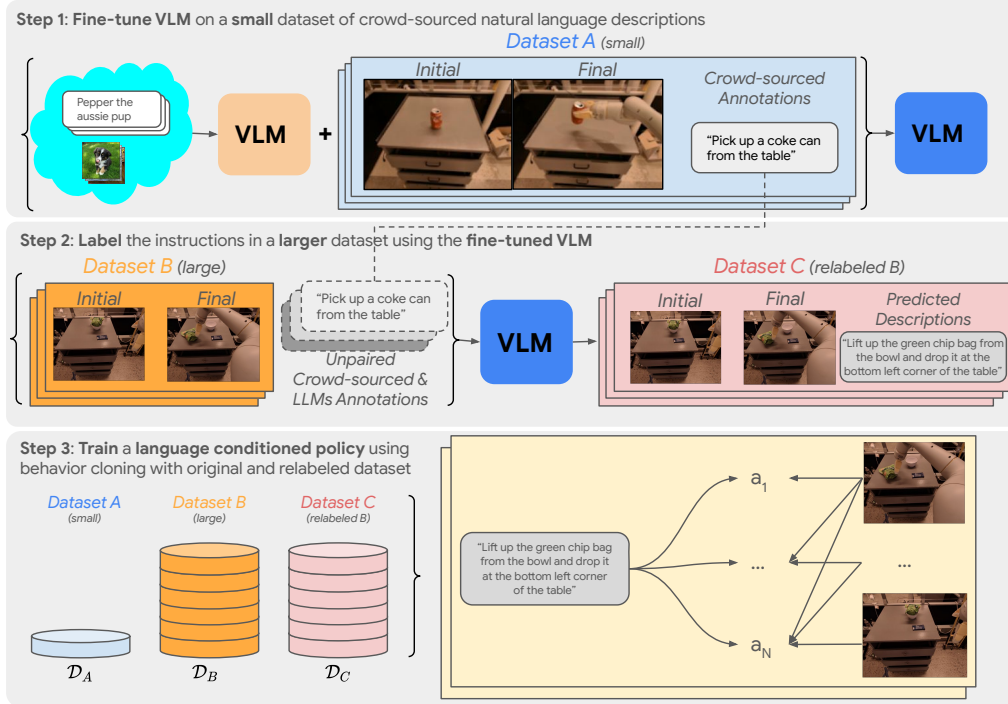 Step 1: Fine-tune VLM on a small dataset of crowd-sourced natural language descriptions
Dataset A (small)
Initial
Final
Crowd-sourced
Annotations
Pepper the
aussie pup
VLM
+
"Pick up a coke can
from the table"
VLM
Step 2: Label the instructions in a larger dataset using the fine-tuned VLM
Dataset B (large)
Initial
Final
"Pick up a coke can
from the table"
Unpaired
Crowd-sourced &
LLMs Annotations
VLM
Dataset C (relabeled B)
Initial
Final
Predicted
Descriptions
"Lift up the green chip bag from
the bowl and drop it at the
bottom left corner of the table"
Step 3: Train a language conditioned policy using
behavior cloning with original and relabeled dataset
Dataset A
(small)
Dataset B
(large)
Dataset C
(relabeled B)
𝒟_A
𝒟_B
𝒟_C
"Lift up the green chip bag
from the bowl and drop it
at the bottom left corner
of the table"
a₁
...
a_N
...